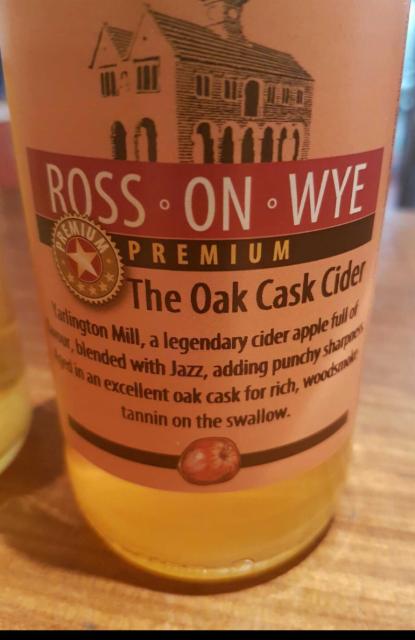 ROSS ◦ ON ◦ WYE
PREMIUM
PREMIUM
The Oak Cask Cider
Yarlington Mill, a legendary cider apple full of
blended with Jazz, adding punchy sharpness.
in an excellent oak cask for rich, woodsmoke
tannin on the swallow.